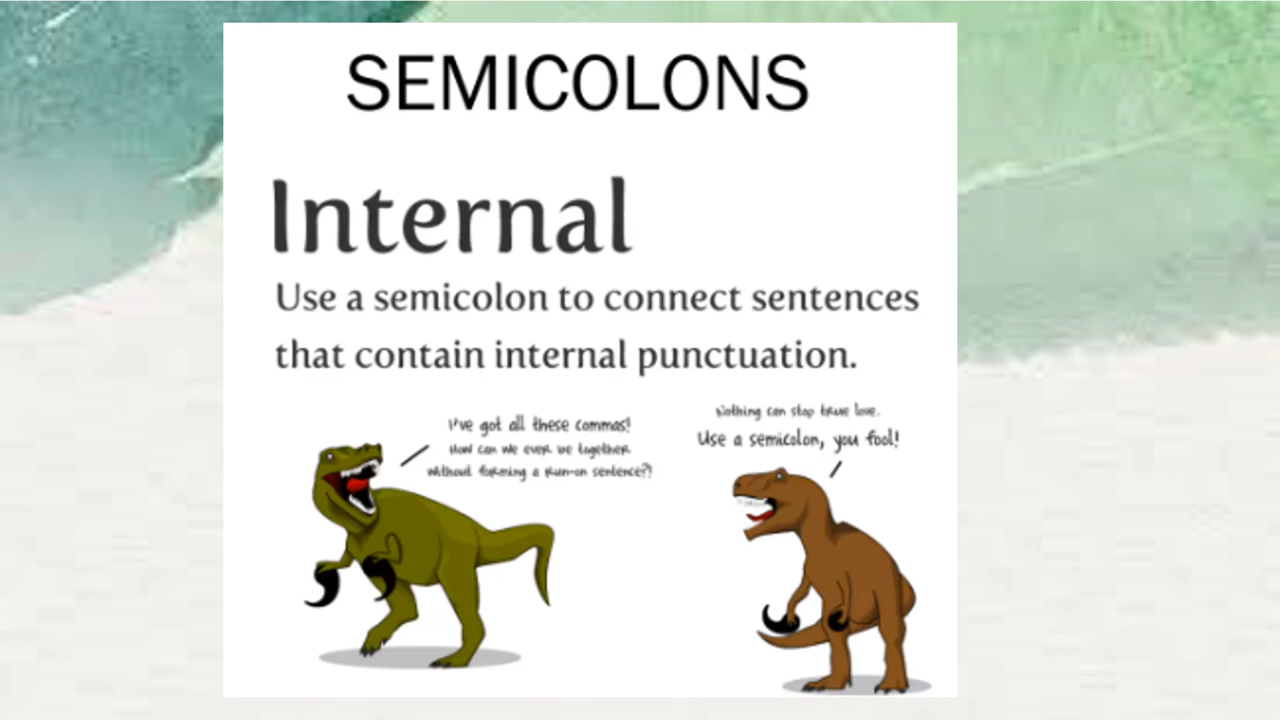 SEMICOLONS
Internal
Use a semicolon to connect sentences
that contain internal punctuation.
I've got all these commas!
How can we ever be together
without forming a run-on sentence?!
Nothing can stop true love.
Use a semicolon, you fool!